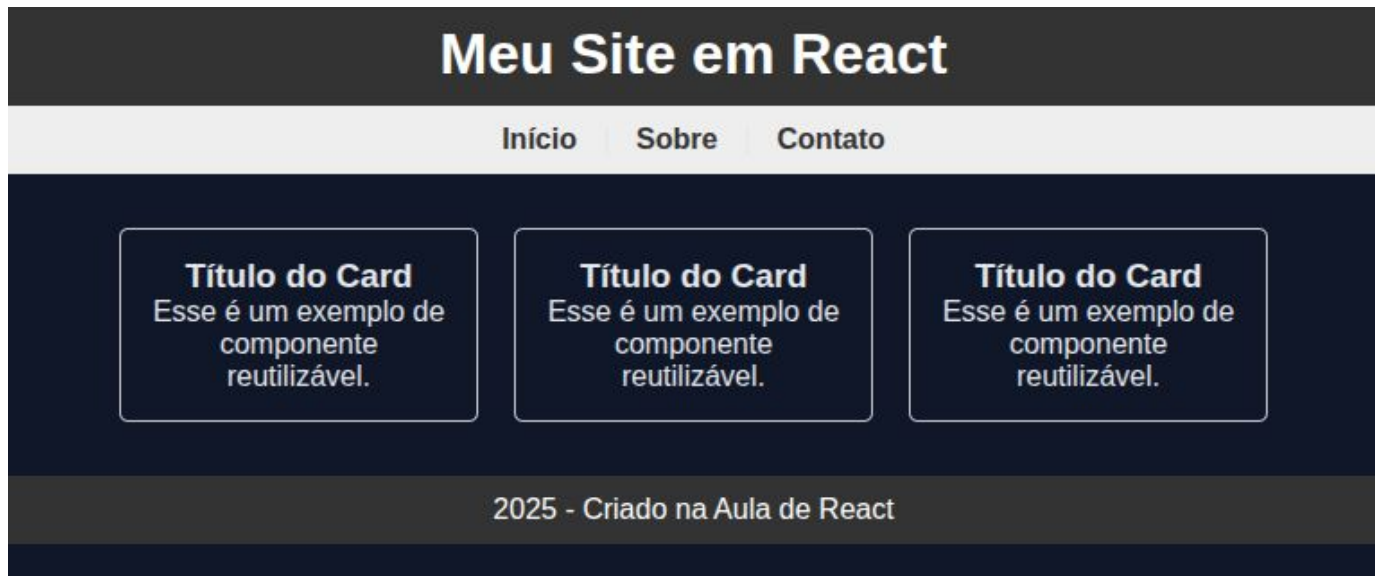 Meu Site em React
Início Sobre Contato
Título do Card
Esse é um exemplo de
componente
reutilizável.
Título do Card
Esse é um exemplo de
componente
reutilizável.
Título do Card
Esse é um exemplo de
componente
reutilizável.
2025 - Criado na Aula de React